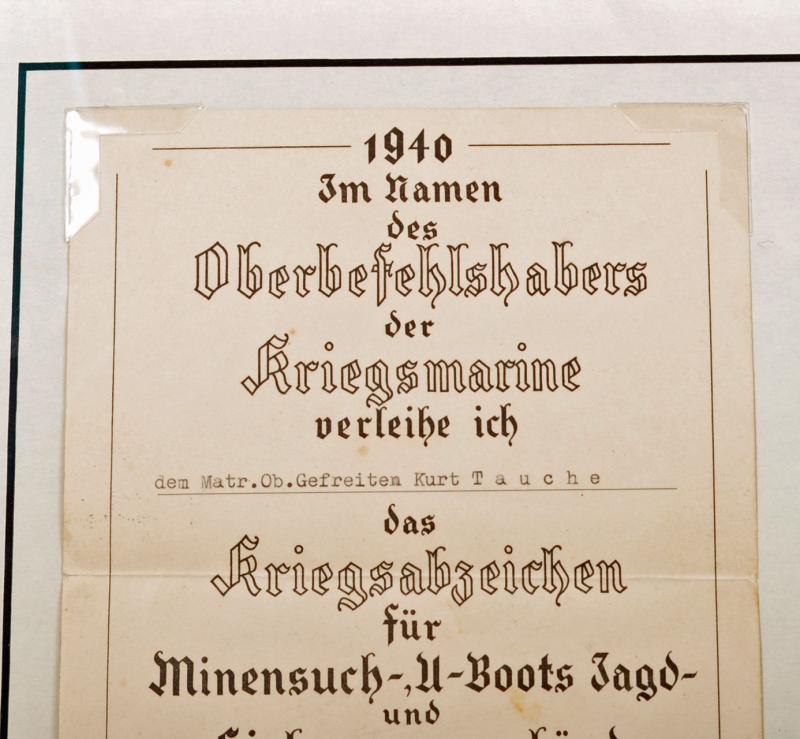 1940
Im Namen
des
Oberbefehlshabers
der
Kriegsmarine
verleihe ich
dem Matr.Ob.Gefreiten Kurt T a u c h e
das
Kriegsabzeichen
für
Minensuch-, U-Boots Jagd-
und